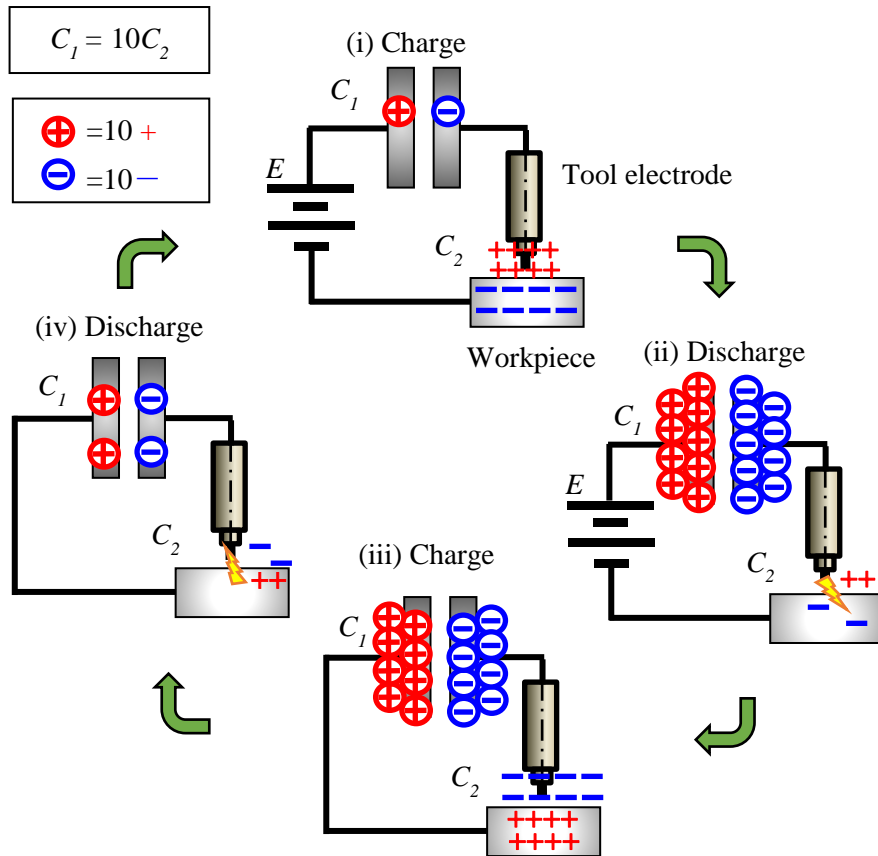 C1 = 10C2
=10 +
=10 −
(i) Charge
C1
E
Tool electrode
C2
Workpiece
(ii) Discharge
C1
E
C2
(iii) Charge
C1
C2
(iv) Discharge
C1
C2